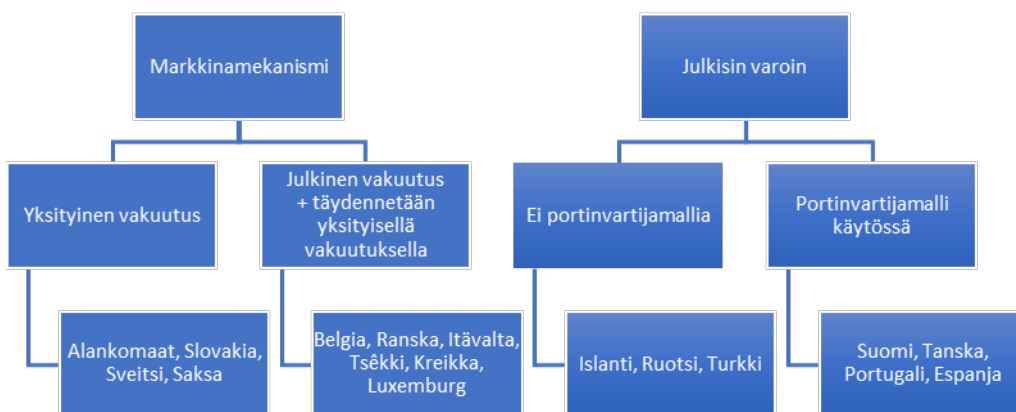 Markkinamekanismi
Julkisin varoin
Yksityinen vakuutus
Julkinen vakuutus
+ täydennetään
yksityisellä
vakuutuksella
Ei portinvartijamallia
Portinvartijamalli
käytössä
Alankomaat, Slovakia,
Sveitsi, Saksa
Belgia, Ranska, Itävalta,
Tsêkki, Kreikka,
Luxemburg
Islanti, Ruotsi, Turkki
Suomi, Tanska,
Portugali, Espanja